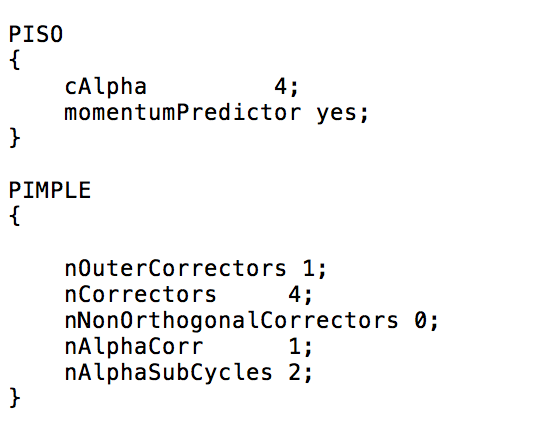 PISO
{
    cAlpha         4;
    momentumPredictor yes;
}

PIMPLE
{

    nOuterCorrectors 1;
    nCorrectors     4;
    nNonOrthogonalCorrectors 0;
    nAlphaCorr      1;
    nAlphaSubCycles 2;
}